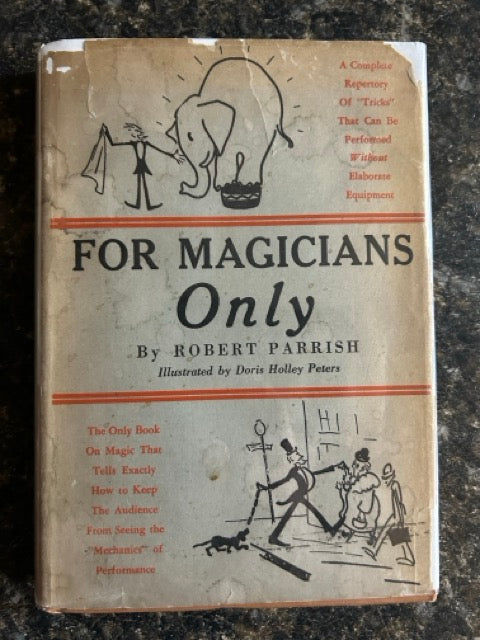 A Complete
Repertory
Of "Tricks"
That Can Be
Performed
Without
Elaborate
Equipment
FOR MAGICIANS
Only
By ROBERT PARRISH
Illustrated by Doris Holley Peters
The Only Book
On Magic That
Tells Exactly
How to Keep
The Audience
From Seeing the
"Mechanics" of
Performance